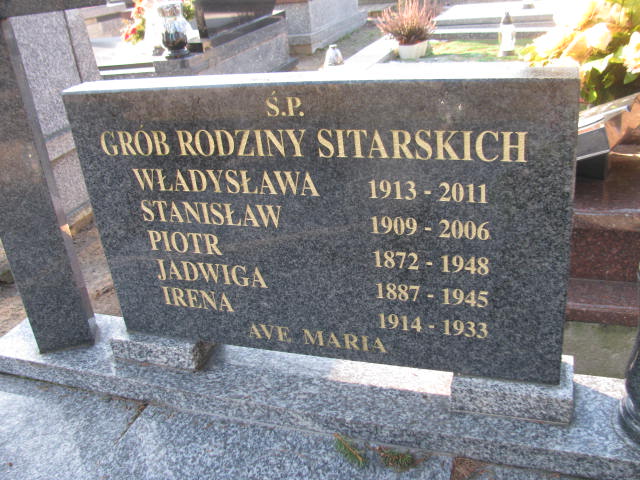 Ś.P.
GRÓB RODZINY SITARSKICH
WŁADYSŁAWA 1913 - 2011
STANISŁAW 1909 - 2006
PIOTR 1872 - 1948
JADWIGA 1887 - 1945
IRENA 1914 - 1933
AVE MARIA